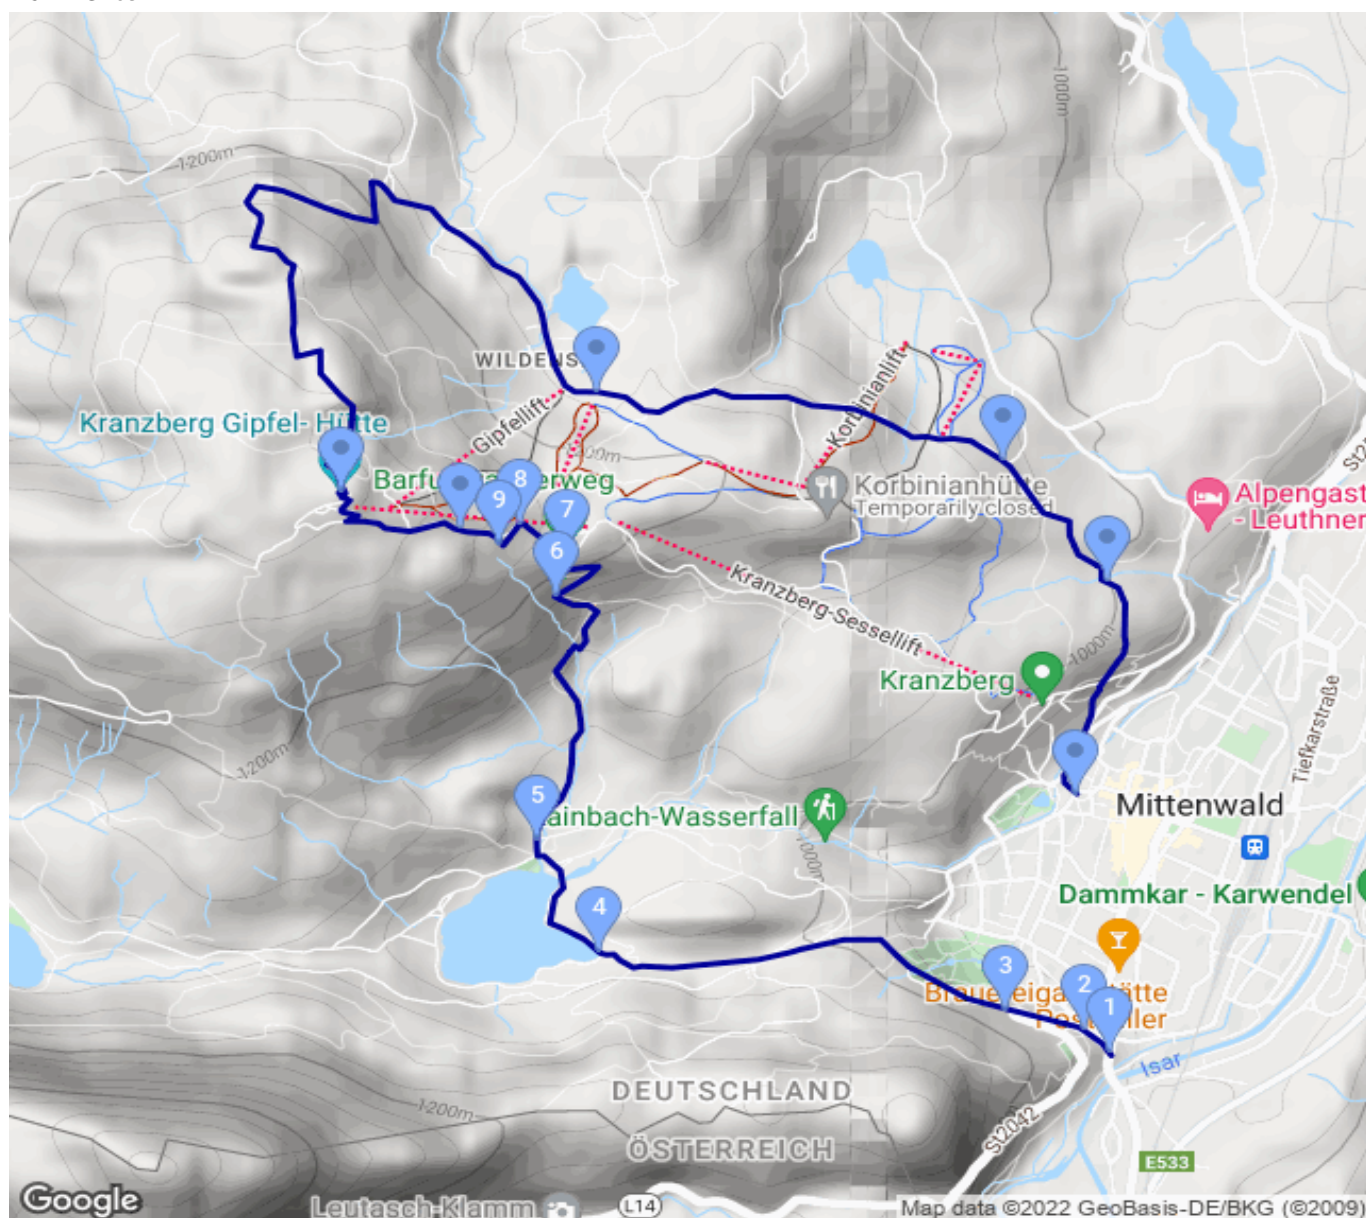 1200m
1000m
WILDENS
Kranzberg Gipfel-Hütte
Gipfellift
Korbinianlift
Korbinianhütte
Temporarily closed
Alpengast
- Leuthner
8
9
7
6
Kranzberg-Sessellift
1000m
Kranzberg
1200m
Tiefkarstraße
5
ainbach-Wasserfall
Mittenwald
1000m
Dammkar - Karwendel
4
3
2
1
Isar
DEUTSCHLAND
1200m
ÖSTERREICH
St2042
E533
Google
Leutasch-Klamm
L14
Map data ©2022 GeoBasis-DE/BKG (©2009)